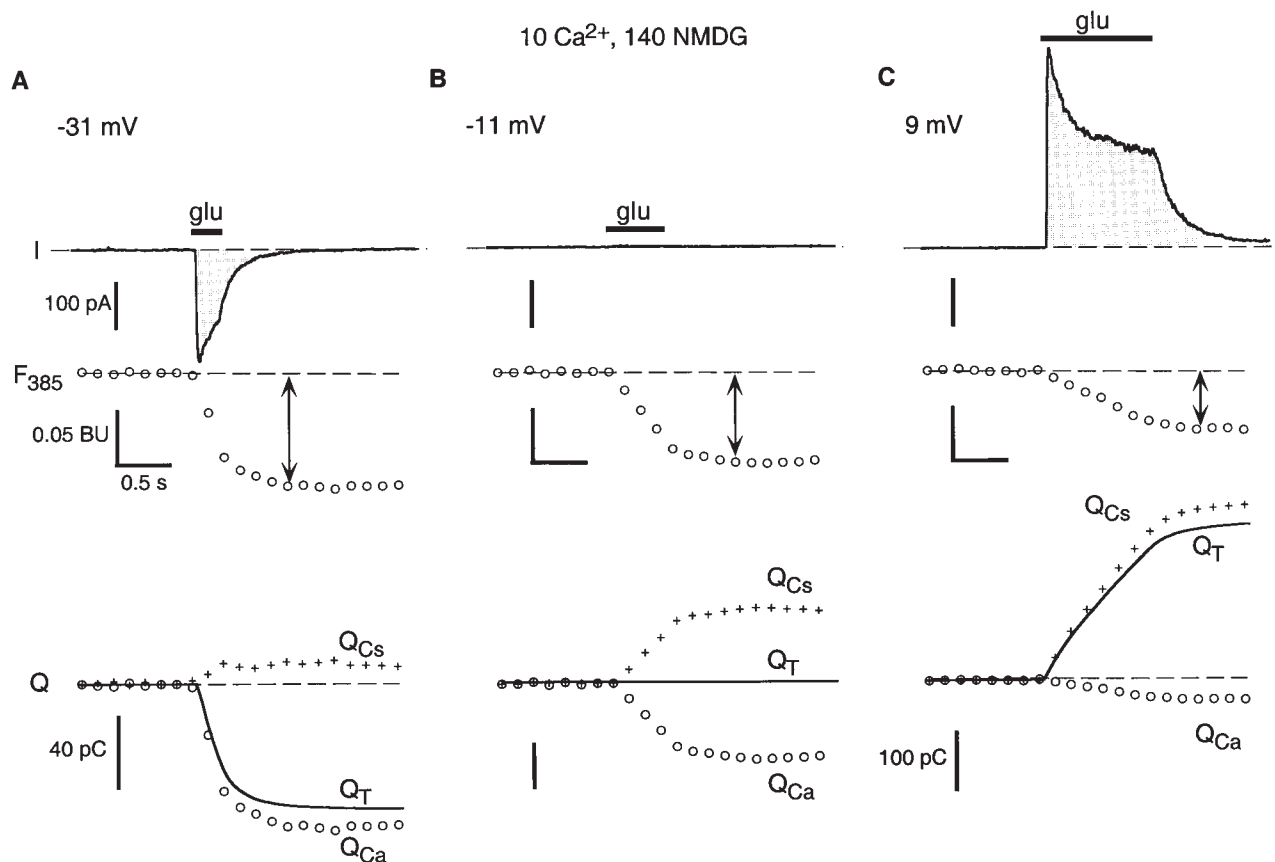 10 Ca2+, 140 NMDG
A
-31 mV
glu
I
100 pA
F385
0.05 BU
0.5 s
QCs
Q
40 pC
QT
QCa
B
-11 mV
glu
QCs
QT
QCa
C
9 mV
glu
QCs
QT
QCa
100 pC